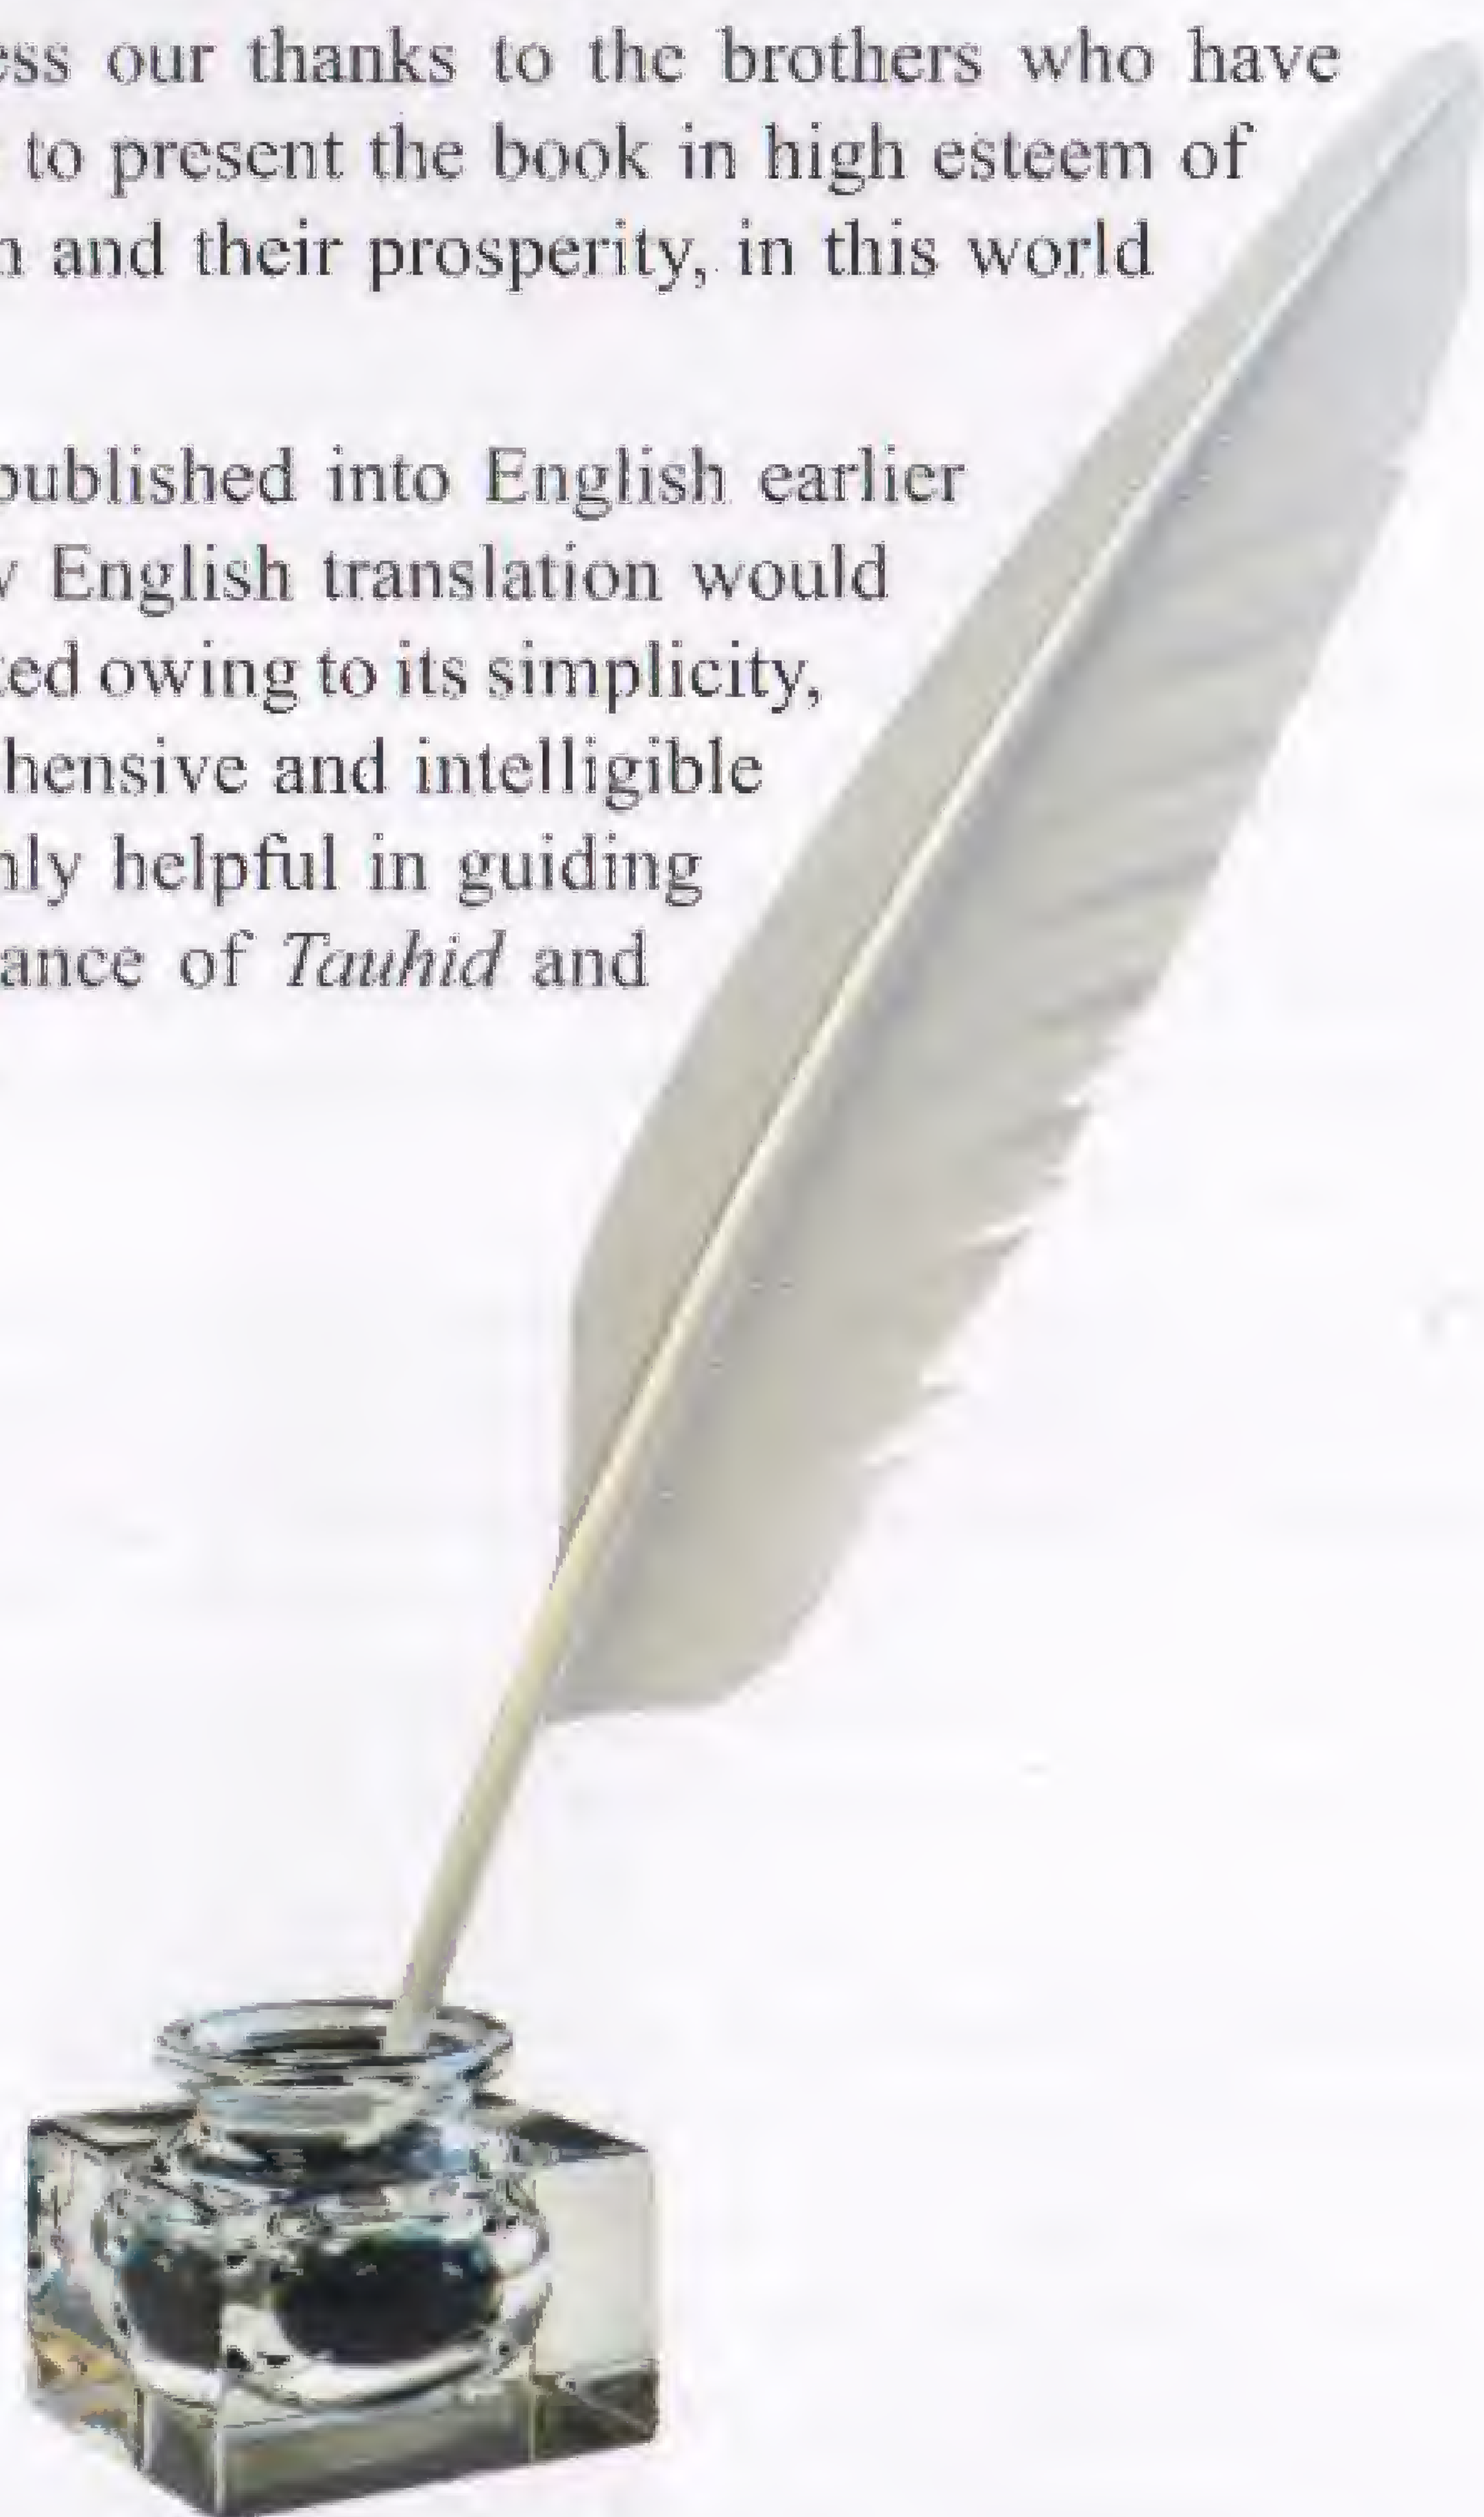 ess our thanks to the brothers who have
to present the book in high esteem of
and their prosperity, in this world
published into English earlier
English translation would
ted owing to its simplicity,
hensive and intelligible
nly helpful in guiding
ance of Tauhid and